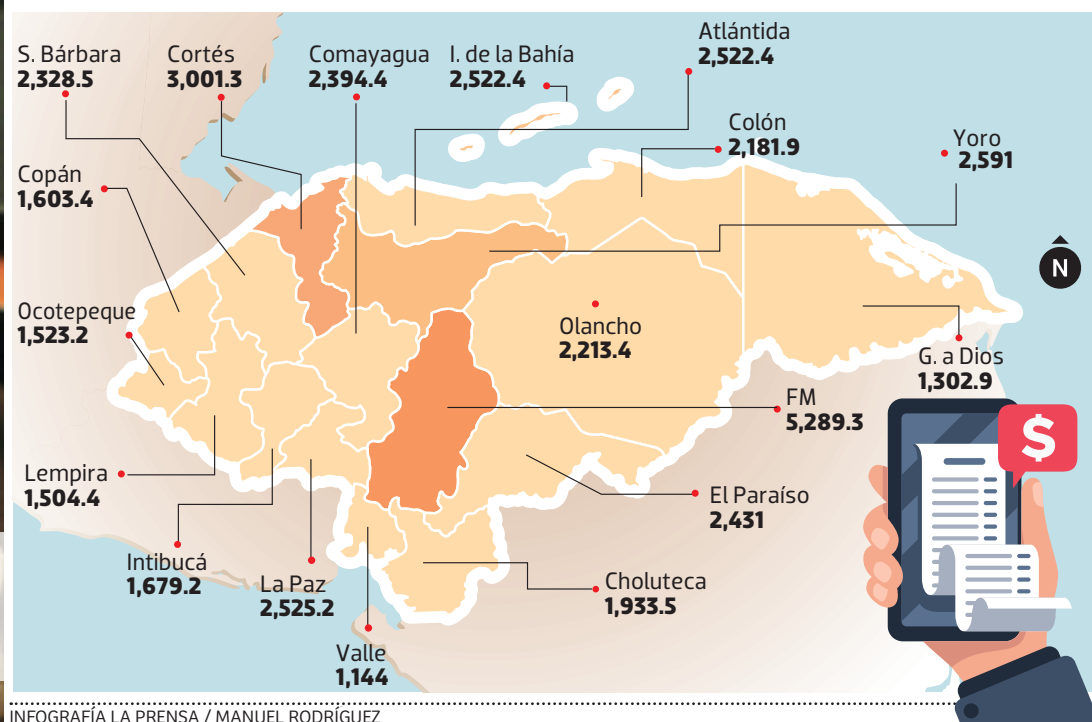 S. Bárbara
2,328.5
Cortés
3,001.3
Comayagua
2,394.4
I. de la Bahía
2,522.4
Atlántida
2,522.4
Colón
2,181.9
Yoro
2,591
Copán
1,603.4
N
Ocotepeque
1,523.2
Olancho
2,213.4
G. a Dios
1,302.9
FM
5,289.3
$
Lempira
1,504.4
El Paraíso
2,431
Intibucá
1,679.2
La Paz
2,525.2
Choluteca
1,933.5
Valle
1,144
INFOGRAFÍA LA PRENSA / MANUEL RODRÍGUEZ